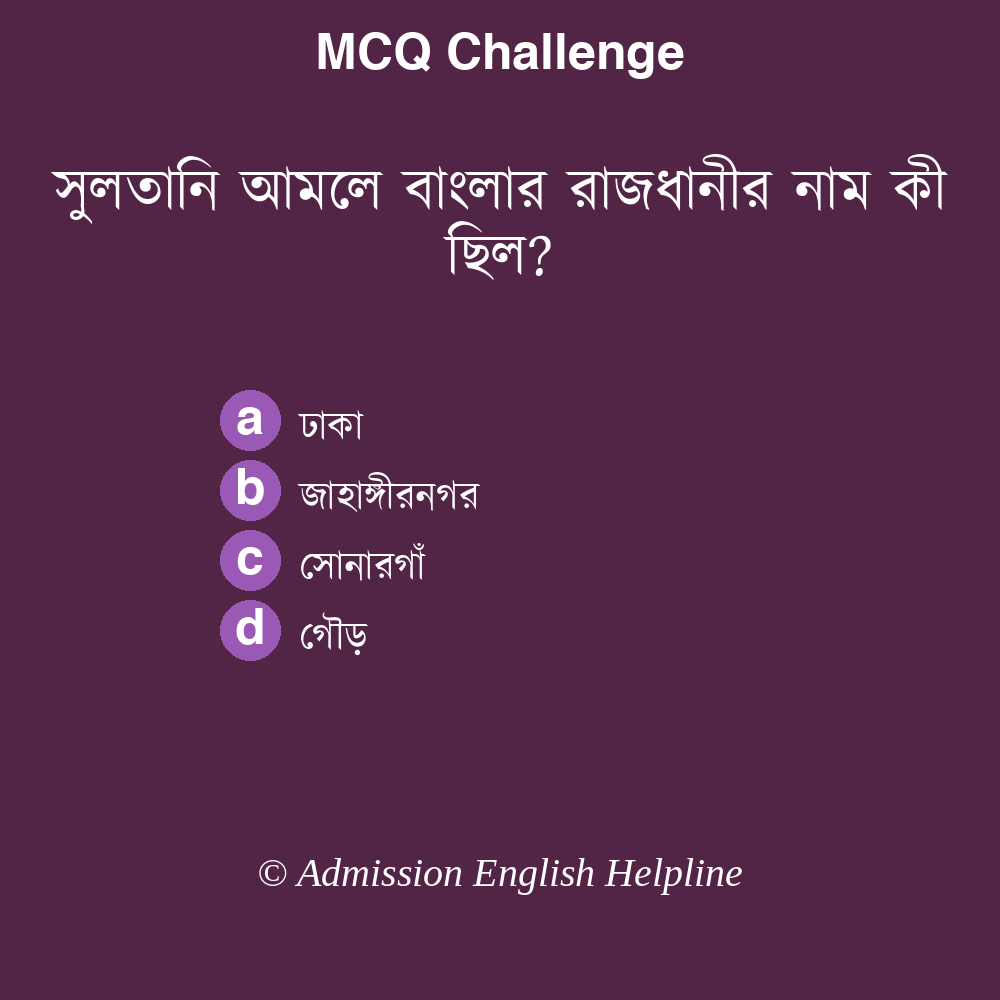 MCQ Challenge
সুলতানি আমলে বাংলার রাজধানীর নাম কী
ছিল?
a ঢাকা
b জাহাঙ্গীরনগর
c সোনারগাঁ
d গৌড়
© Admission English Helpline